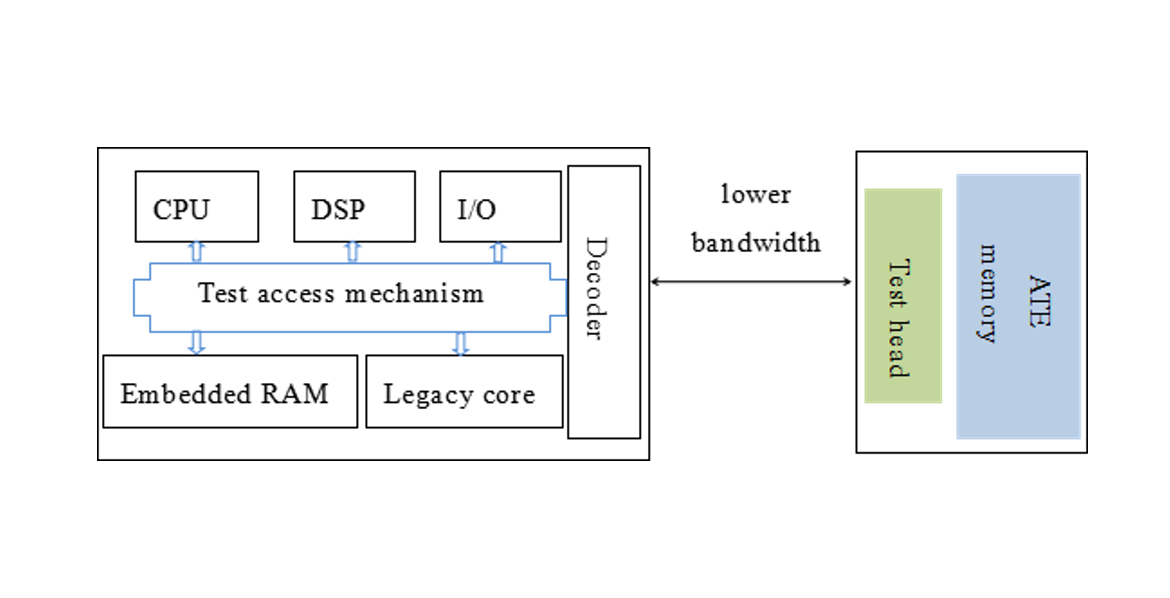 CPU
DSP
I/O
Test access mechanism
Embedded RAM
Legacy core
Decoder
lower
bandwidth
Test head
ATE
memory